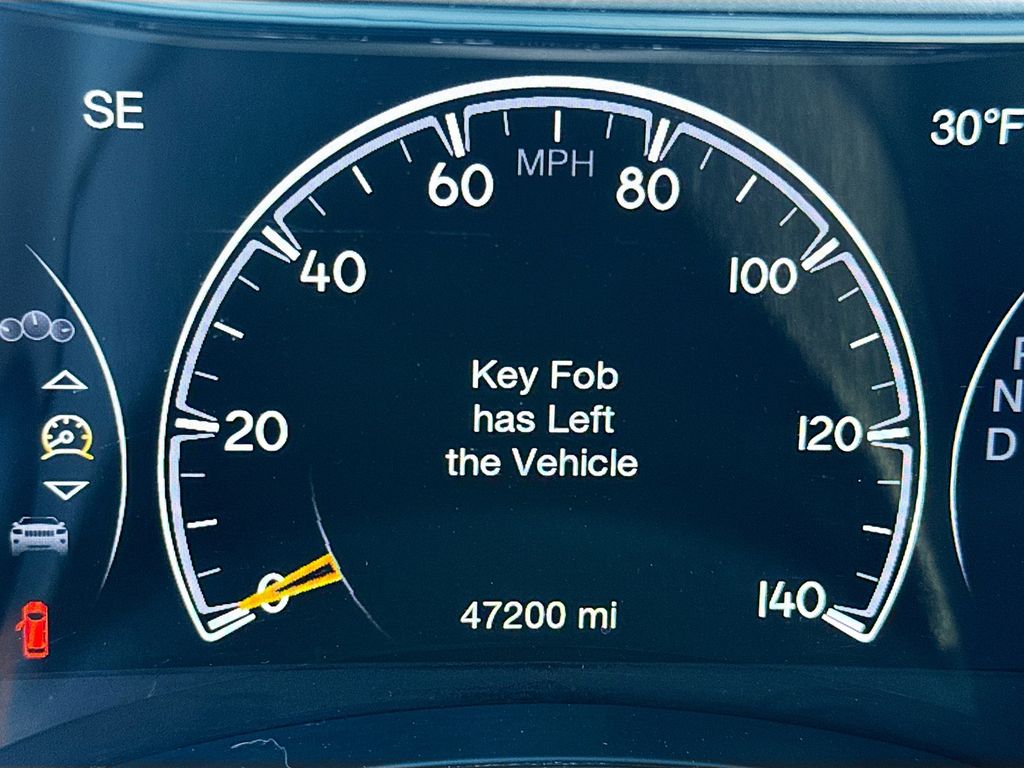 SE
30°F
MPH
0
20
40
60
80
100
120
140
Key Fob
has Left
the Vehicle
47200 mi
N
D